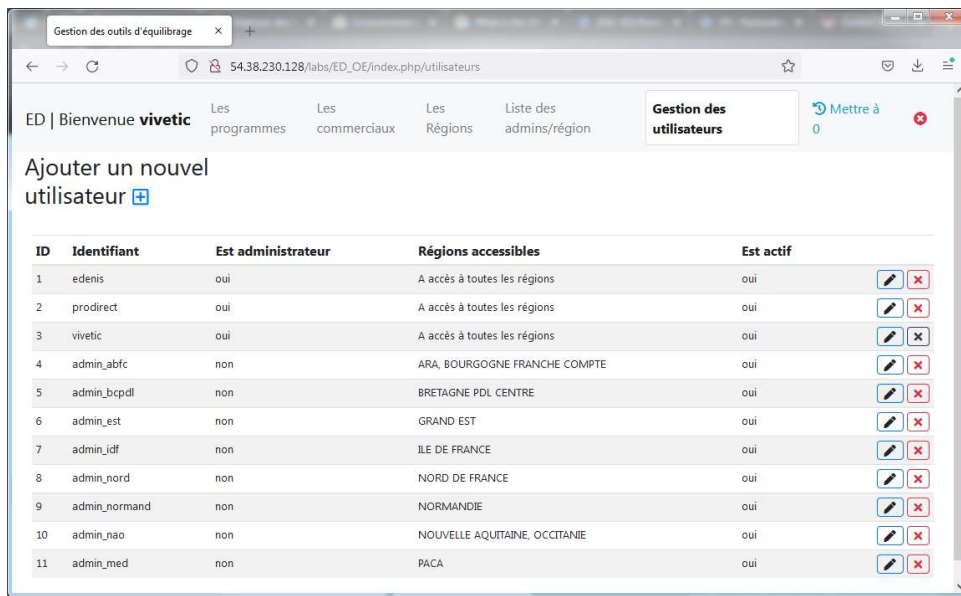 Gestion des outils d'équilibrage
54.38.230.128/labs/ED_OE/index.php/utilisateurs
ED | Bienvenue vivetic
Les programmes
Les commerciaux
Les Régions
Liste des admins/région
Gestion des utilisateurs
Mettre à 0
Ajouter un nouvel
utilisateur
ID Identifiant Est administrateur Régions accessibles Est actif
1 edenis oui A accès à toutes les régions oui
2 prodirect oui A accès à toutes les régions oui
3 vivetic oui A accès à toutes les régions oui
4 admin_abfc non ARA, BOURGOGNE FRANCHE COMPTE oui
5 admin_bcpdl non BRETAGNE PDL CENTRE oui
6 admin_est non GRAND EST oui
7 admin_idf non ILE DE FRANCE oui
8 admin_nord non NORD DE FRANCE oui
9 admin_normand non NORMANDIE oui
10 admin_nao non NOUVELLE AQUITAINE, OCCITANIE oui
11 admin_med non PACA oui